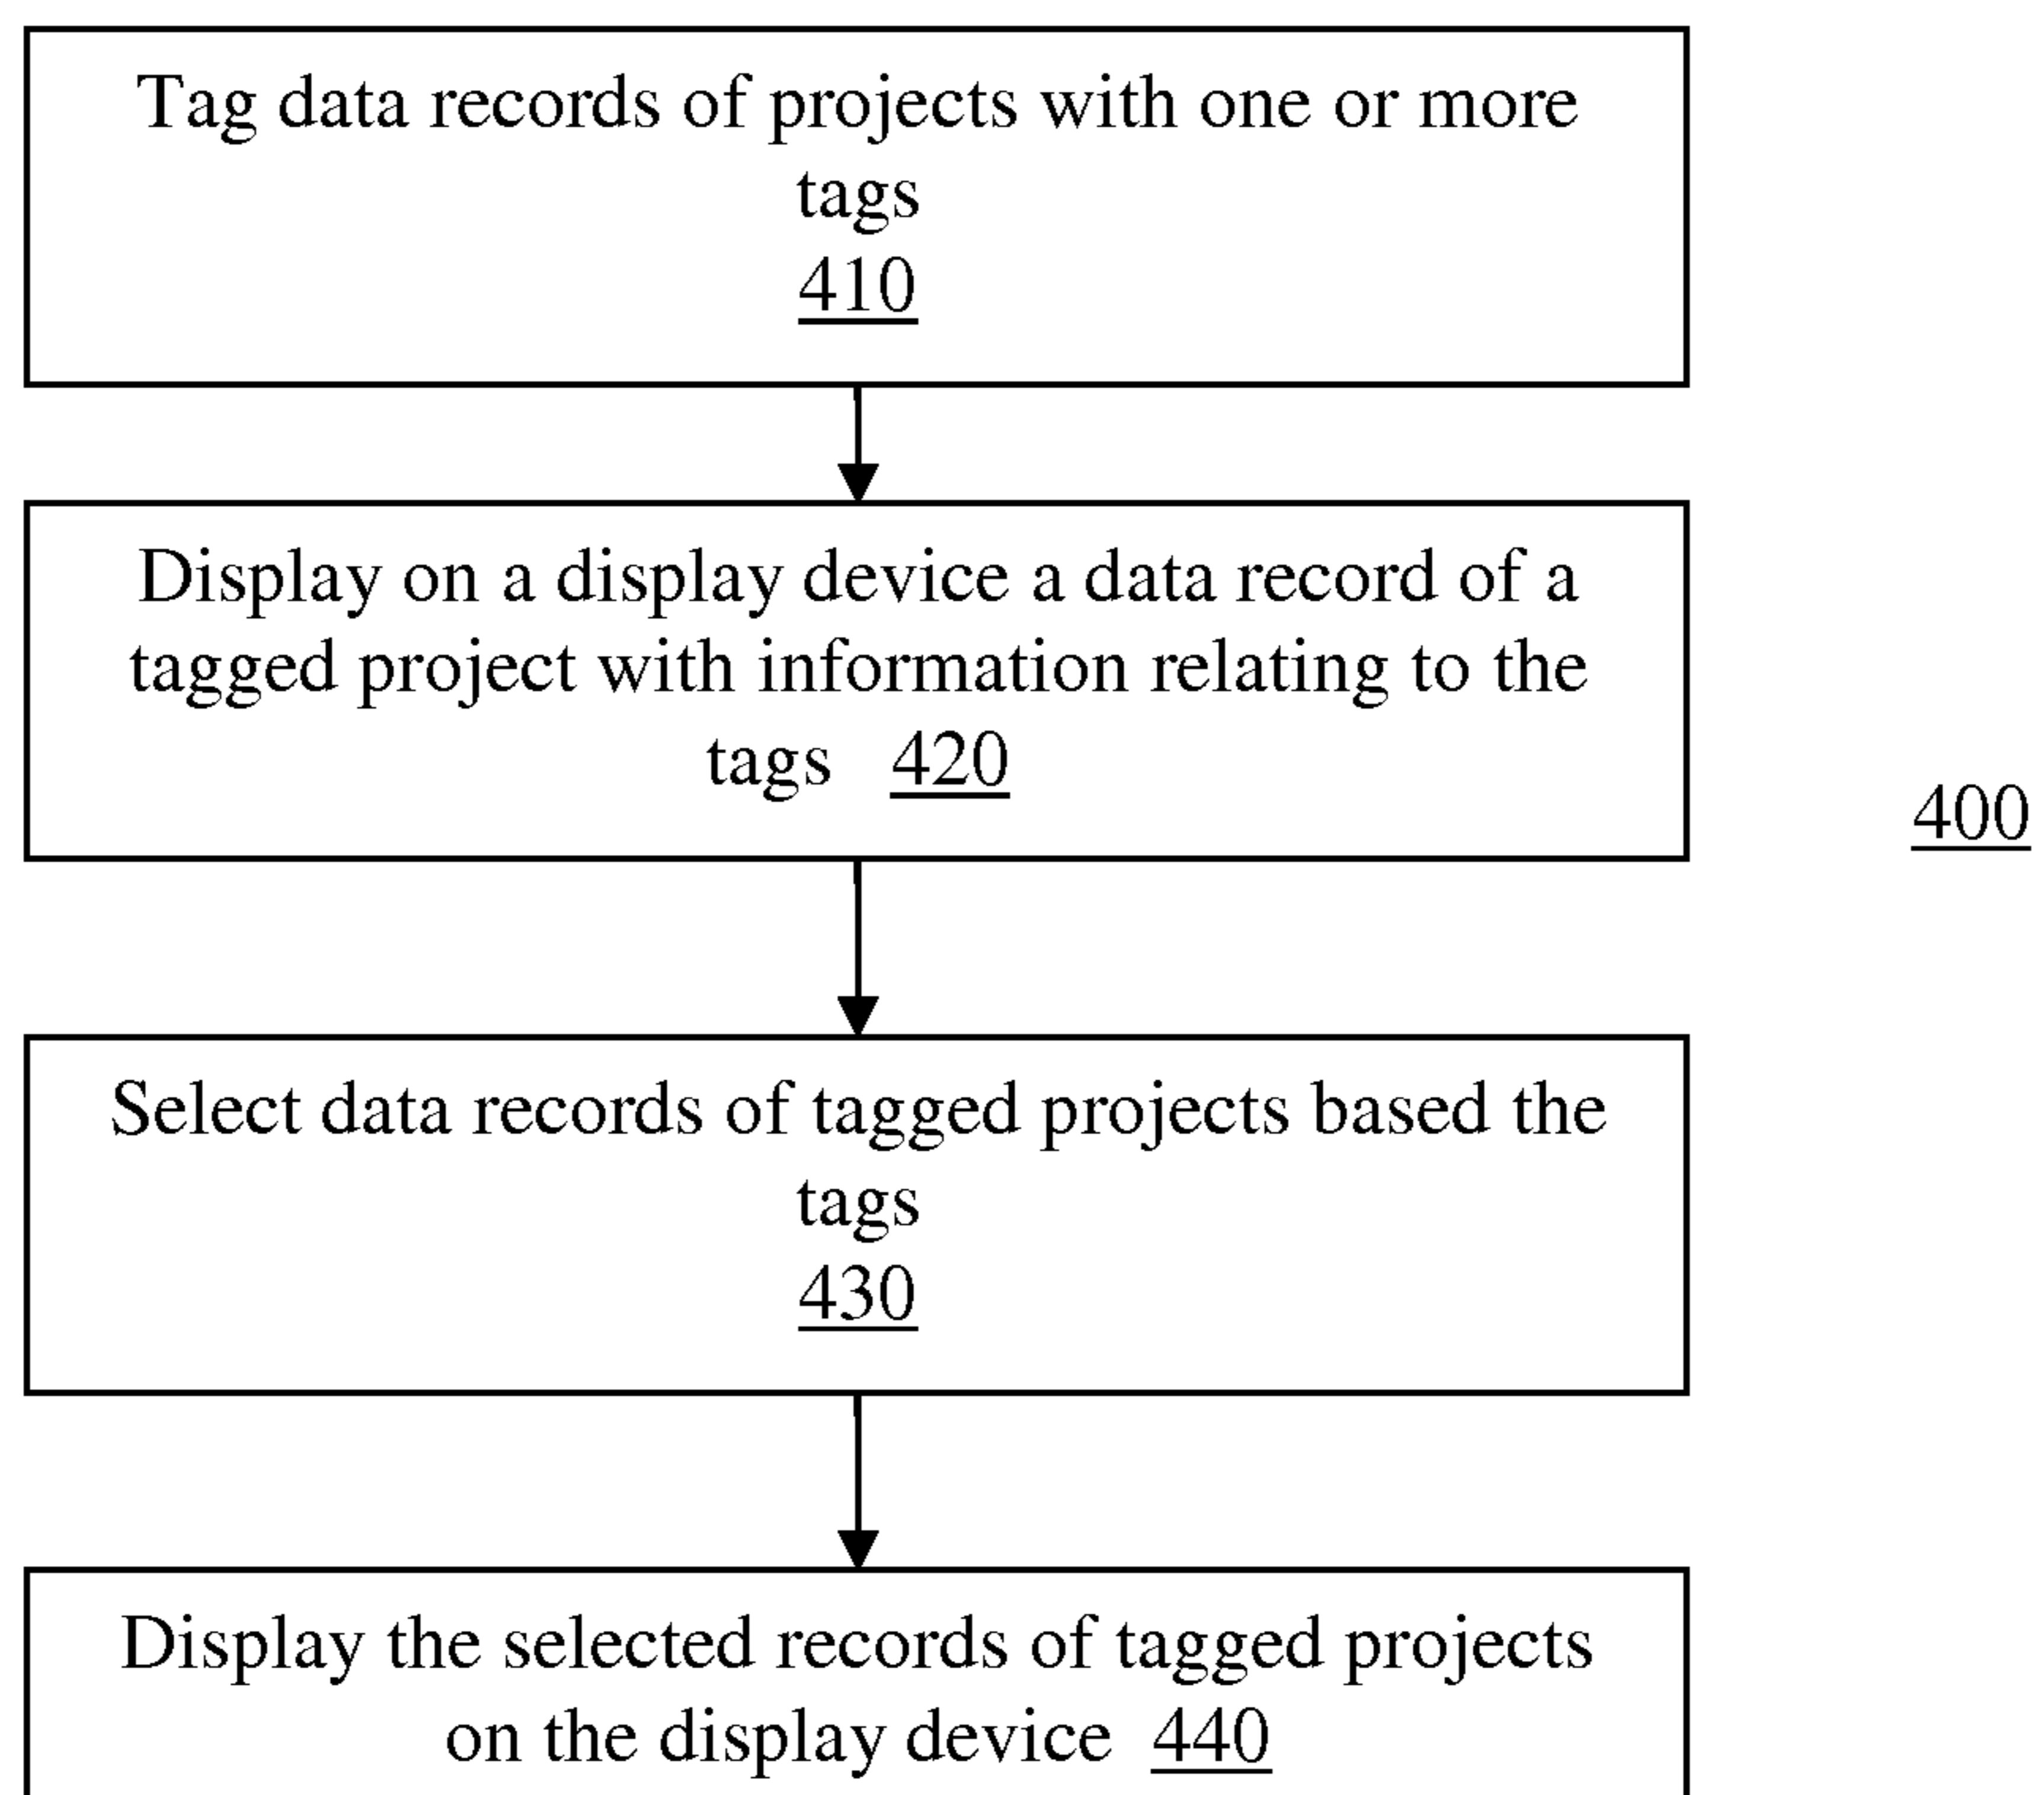 Tag data records of projects with one or more
tags
410
Display on a display device a data record of a
tagged project with information relating to the
tags 420
400
Select data records of tagged projects based the
tags
430
Display the selected records of tagged projects
on the display device 440